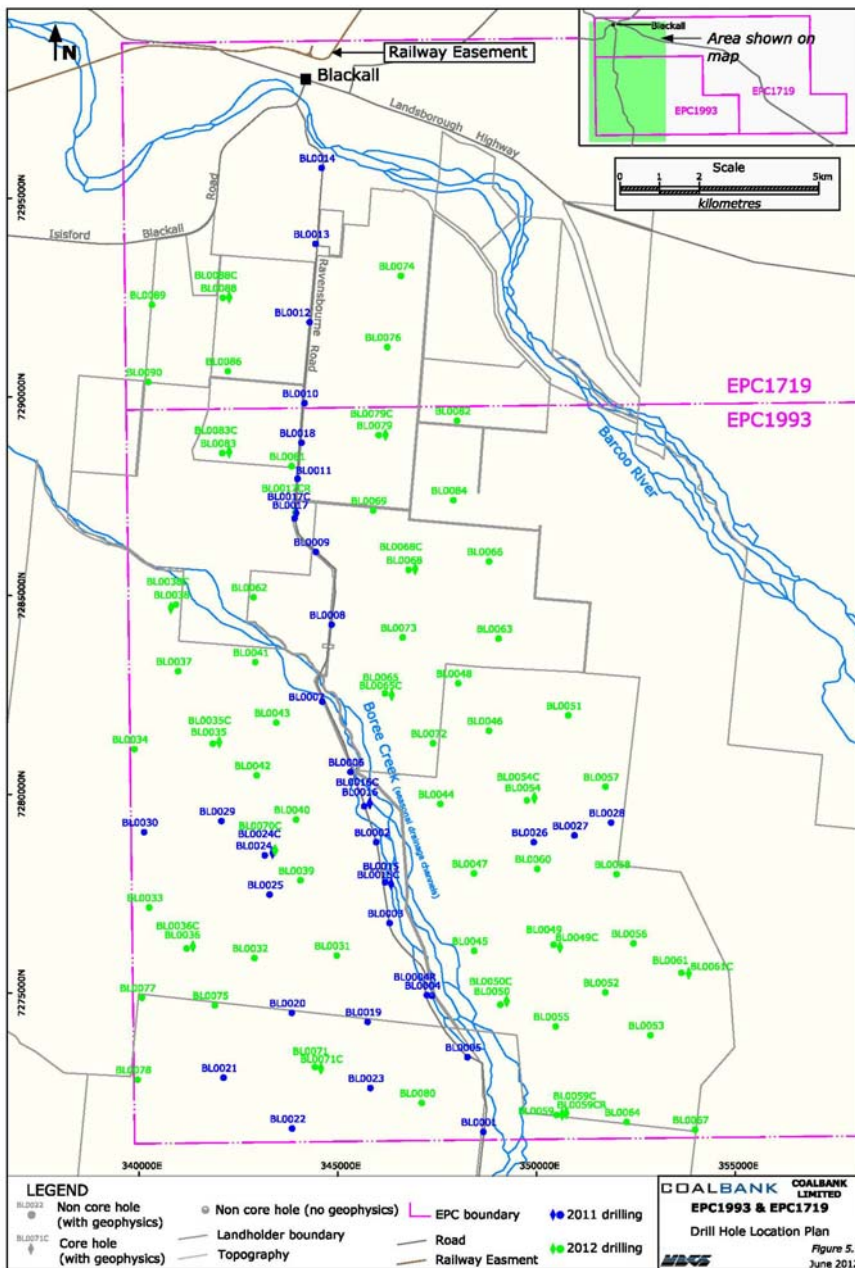 N
Railway Easement
Blackall
Blackall
Area shown on
map
EPC1719
EPC1993
Landsborough Highway
Scale
0 1 2 5km
kilometres
7295000N
Isisford Blackall Road
Ravensbourne Road
BL0014
BL0013
BL0074
BL0088C
BL0088
BL0089
BL0012
BL0076
BL0086
BL0090
EPC1719
7290000N
BL0010
EPC1993
BL0079C
BL0079
BL0082
BL0018
BL0083C
BL0083
BL0081
BL0011
Barcoo River
BL0017CR
BL0017C
BL0017
BL0069
BL0084
BL0009
BL0068C
BL0068
BL0066
7285000N
BL0038C
BL0038
BL0062
BL0008
BL0073
BL0063
BL0041
BL0037
BL0065
BL0065C
BL0048
BL0007
BL0051
BL0043
BL0035C
BL0035
BL0046
BL0072
BL0034
Boree Creek (seasonal drainage channels)
7280000N
BL0006
BL0042
BL0016C
BL0016
BL0054C
BL0054
BL0057
BL0044
BL0030
BL0029
BL0040
BL0070C
BL0024C
BL0024
BL0002
BL0026
BL0027
BL0028
BL0015
BL0015C
BL0047
BL0060
BL0058
BL0025
BL0039
BL0033
BL0003
BL0036C
BL0036
BL0032
BL0031
BL0045
BL0049
BL0049C
BL0056
BL0061
BL0061C
7275000N
BL0077
BL0075
BL0004R
BL0004
BL0050C
BL0050
BL0052
BL0020
BL0019
BL0055
BL0053
BL0005
BL0071
BL0071C
BL0078
BL0021
BL0023
BL0080
BL0059C
BL0059CR
BL0059
BL0064
BL0067
BL0022
BL0001
340000E 345000E 350000E 355000E
LEGEND
BL0022 Non core hole
(with geophysics)
BL0071C Core hole
(with geophysics)
Non core hole (no geophysics)
Landholder boundary
Topography
EPC boundary
Road
Railway Easment
2011 drilling
2012 drilling
COALBANK COALBANK
LIMITED
EPC1993 & EPC1719
Drill Hole Location Plan
Figure 5.
June 201